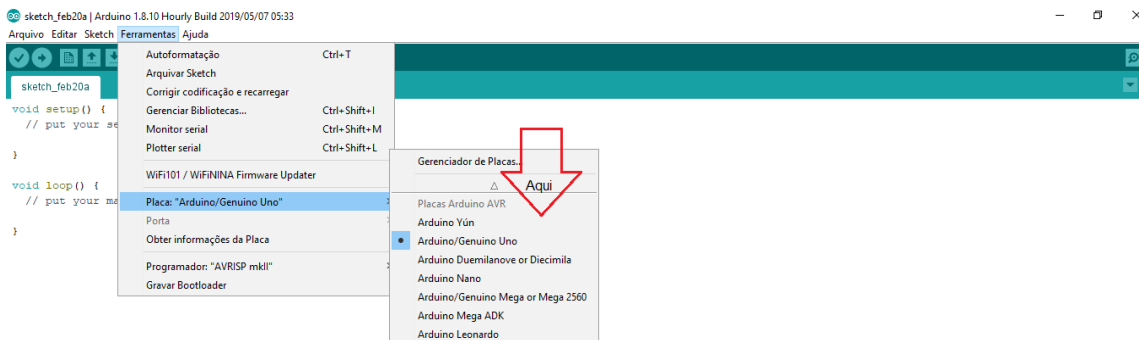 sketch_feb20a | Arduino 1.8.10 Hourly Build 2019/05/07 05:33
Arquivo Editar Sketch Ferramentas Ajuda
sketch_feb20a
void setup() {
// put your se
}
void loop() {
// put your ma
}
Autoformatação Ctrl+T
Arquivar Sketch
Corrigir codificação e recarregar
Gerenciar Bibliotecas... Ctrl+Shift+I
Monitor serial Ctrl+Shift+M
Plotter serial Ctrl+Shift+L
WiFi101 / WiFiNINA Firmware Updater
Placa: "Arduino/Genuino Uno"
Porta
Obter informações da Placa
Programador: "AVRISP mkII"
Gravar Bootloader
Gerenciador de Placas...
Aqui
Placas Arduino AVR
Arduino Yún
Arduino/Genuino Uno
Arduino Duemilanove or Diecimila
Arduino Nano
Arduino/Genuino Mega or Mega 2560
Arduino Mega ADK
Arduino Leonardo